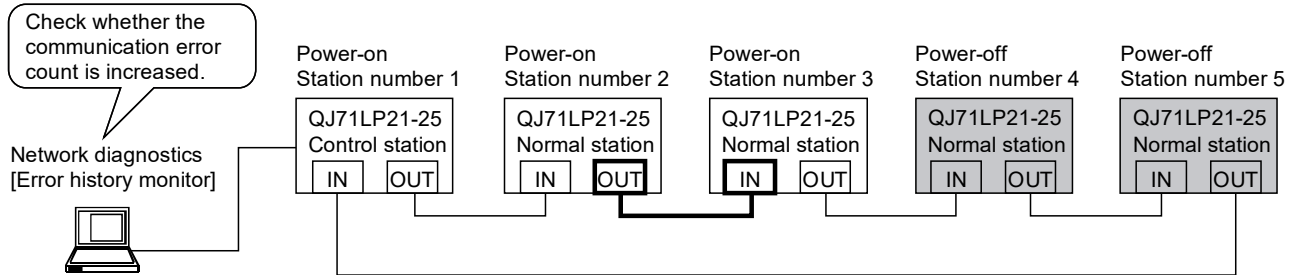 Check whether the
communication error
count is increased.
Network diagnostics
[Error history monitor]
Power-on
Station number 1
QJ71LP21-25
Control station
IN OUT
Power-on
Station number 2
QJ71LP21-25
Normal station
IN OUT
Power-on
Station number 3
QJ71LP21-25
Normal station
IN OUT
Power-off
Station number 4
QJ71LP21-25
Normal station
IN OUT
Power-off
Station number 5
QJ71LP21-25
Normal station
IN OUT